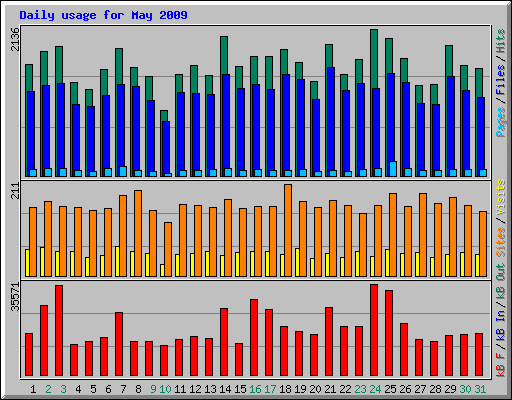 Daily usage for May 2009
2136
Pages / Files / Hits
211
Sites / Visits
35571
kB F / kB In / kB Out
1 2 3 4 5 6 7 8 9 10 11 12 13 14 15 16 17 18 19 20 21 22 23 24 25 26 27 28 29 30 31